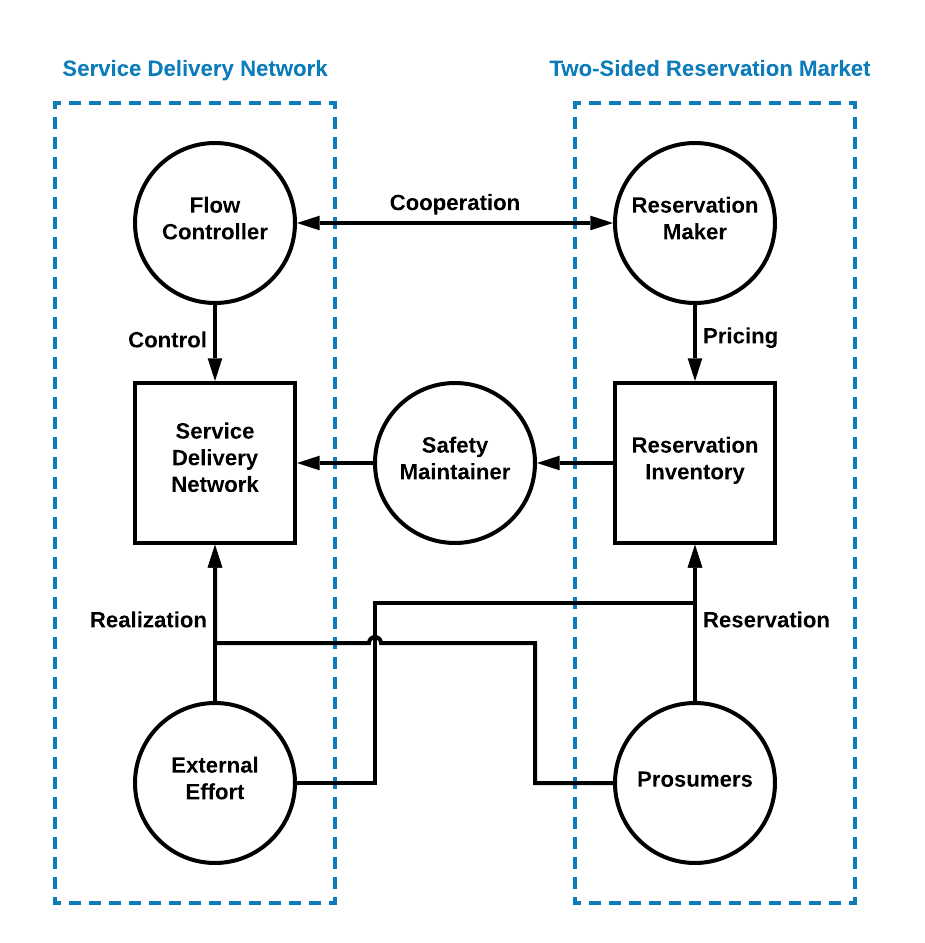 Service Delivery Network
Two-Sided Reservation Market
Flow
Controller
Cooperation
Reservation
Maker
Control
Pricing
Service
Delivery
Network
Safety
Maintainer
Reservation
Inventory
Realization
Reservation
External
Effort
Prosumers